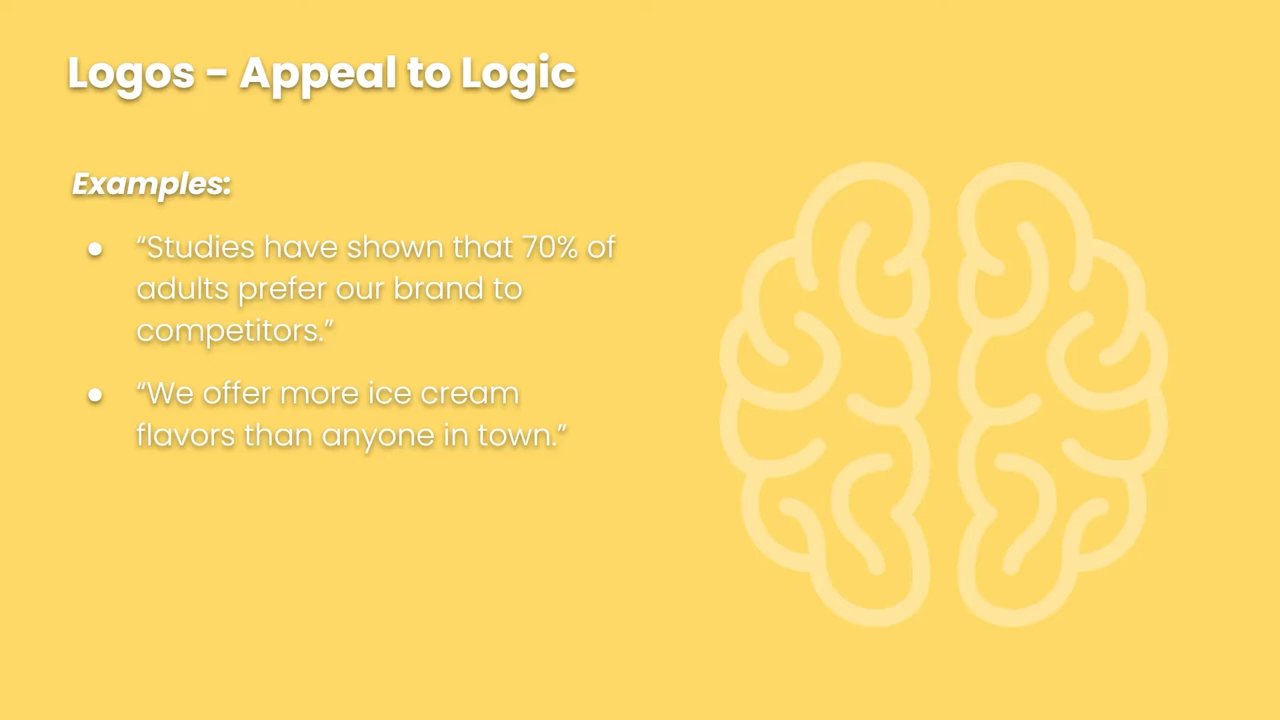 Logos - Appeal to Logic
Examples:
● “Studies have shown that 70% of
adults prefer our brand to
competitors.”
● “We offer more ice cream
flavors than anyone in town.”